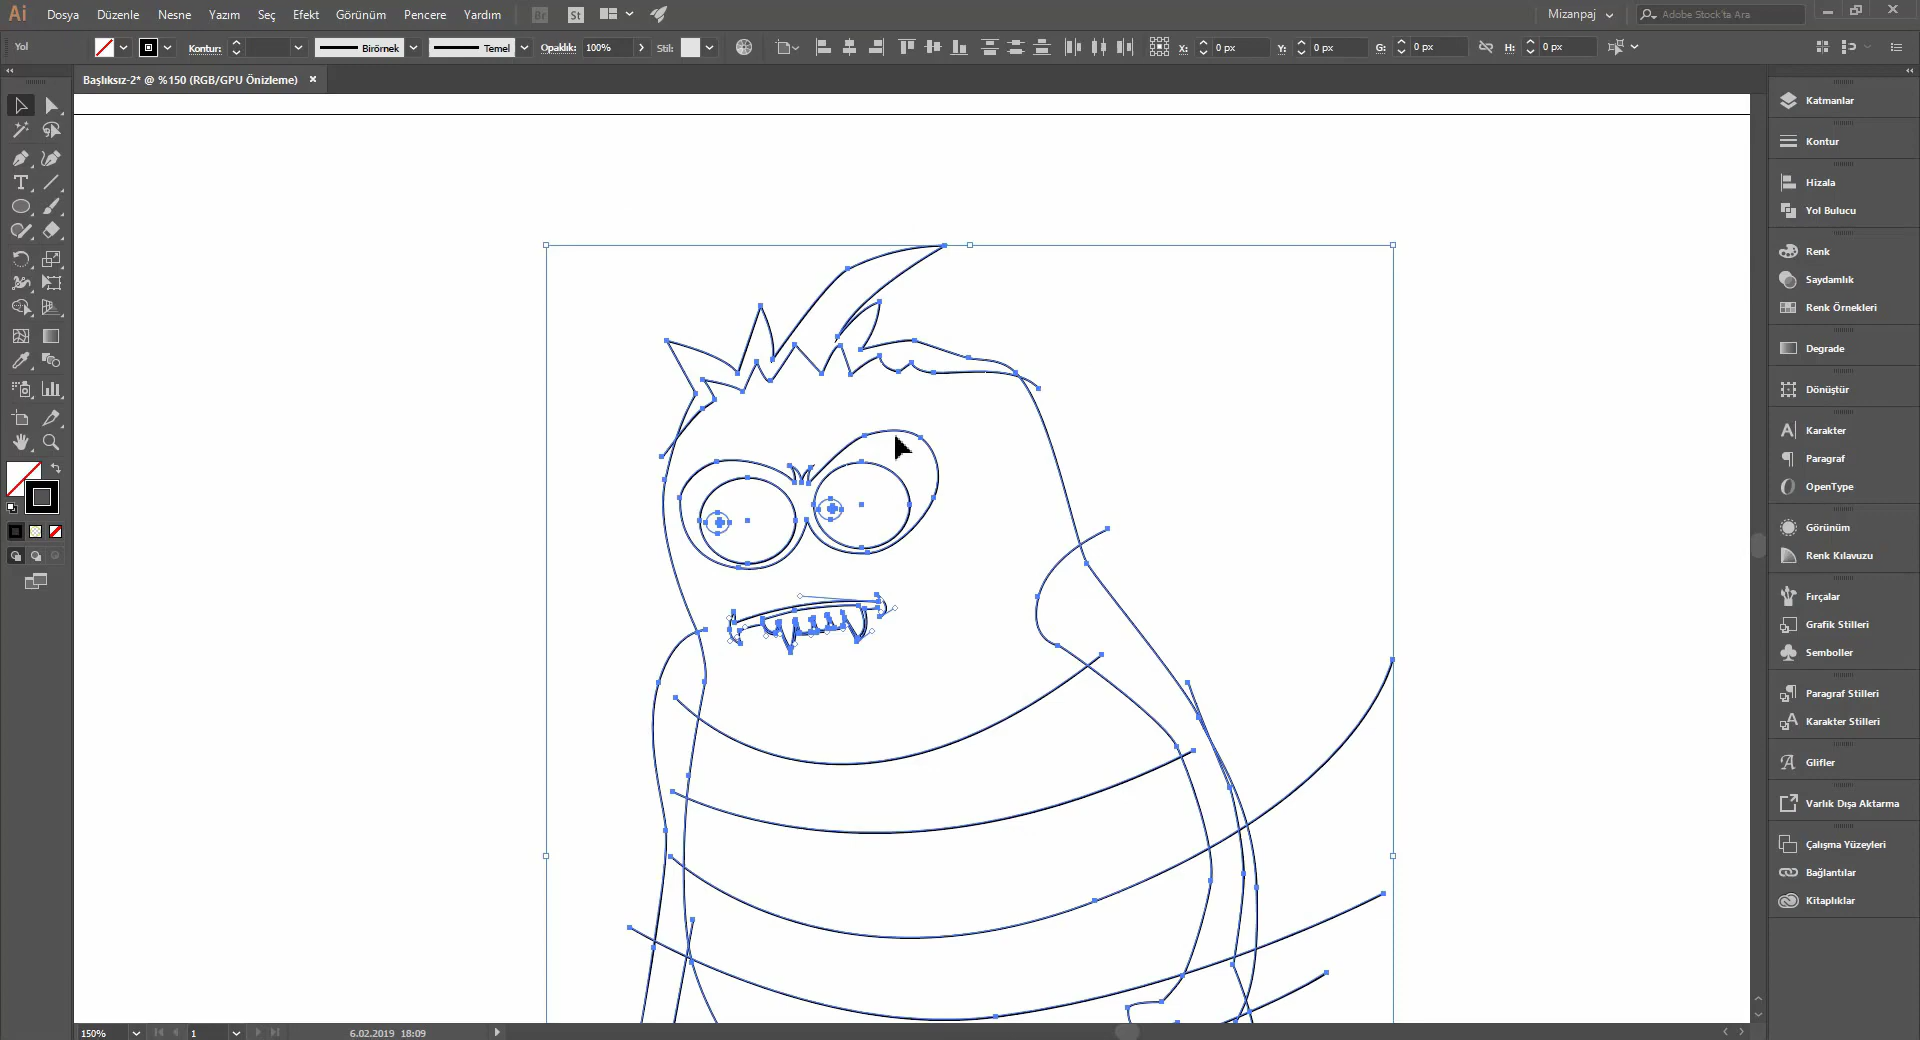 Ai Dosya Düzenle Nesne Yazım Seç Efekt Görünüm Pencere Yardım Br St Mizanpaj Adobe Stock'ta Ara
Yol Kontur: Birörnek Temel Opaklık: 100% Stil: X: 0 px Y: 0 px G: 0 px H: 0 px
Başlıksız-2* @ %150 (RGB/GPU Önizleme) ×
Katmanlar
Kontur
Hizala
Yol Bulucu
Renk
Saydamlık
Renk Örnekleri
Degrade
Dönüştür
Karakter
Paragraf
OpenType
Görünüm
Renk Kılavuzu
Fırçalar
Grafik Stilleri
Semboller
Paragraf Stilleri
Karakter Stilleri
Glifler
Varlık Dışa Aktarma
Çalışma Yüzeyleri
Bağlantılar
Kitaplıklar
150% 1 6.02.2019 18:09